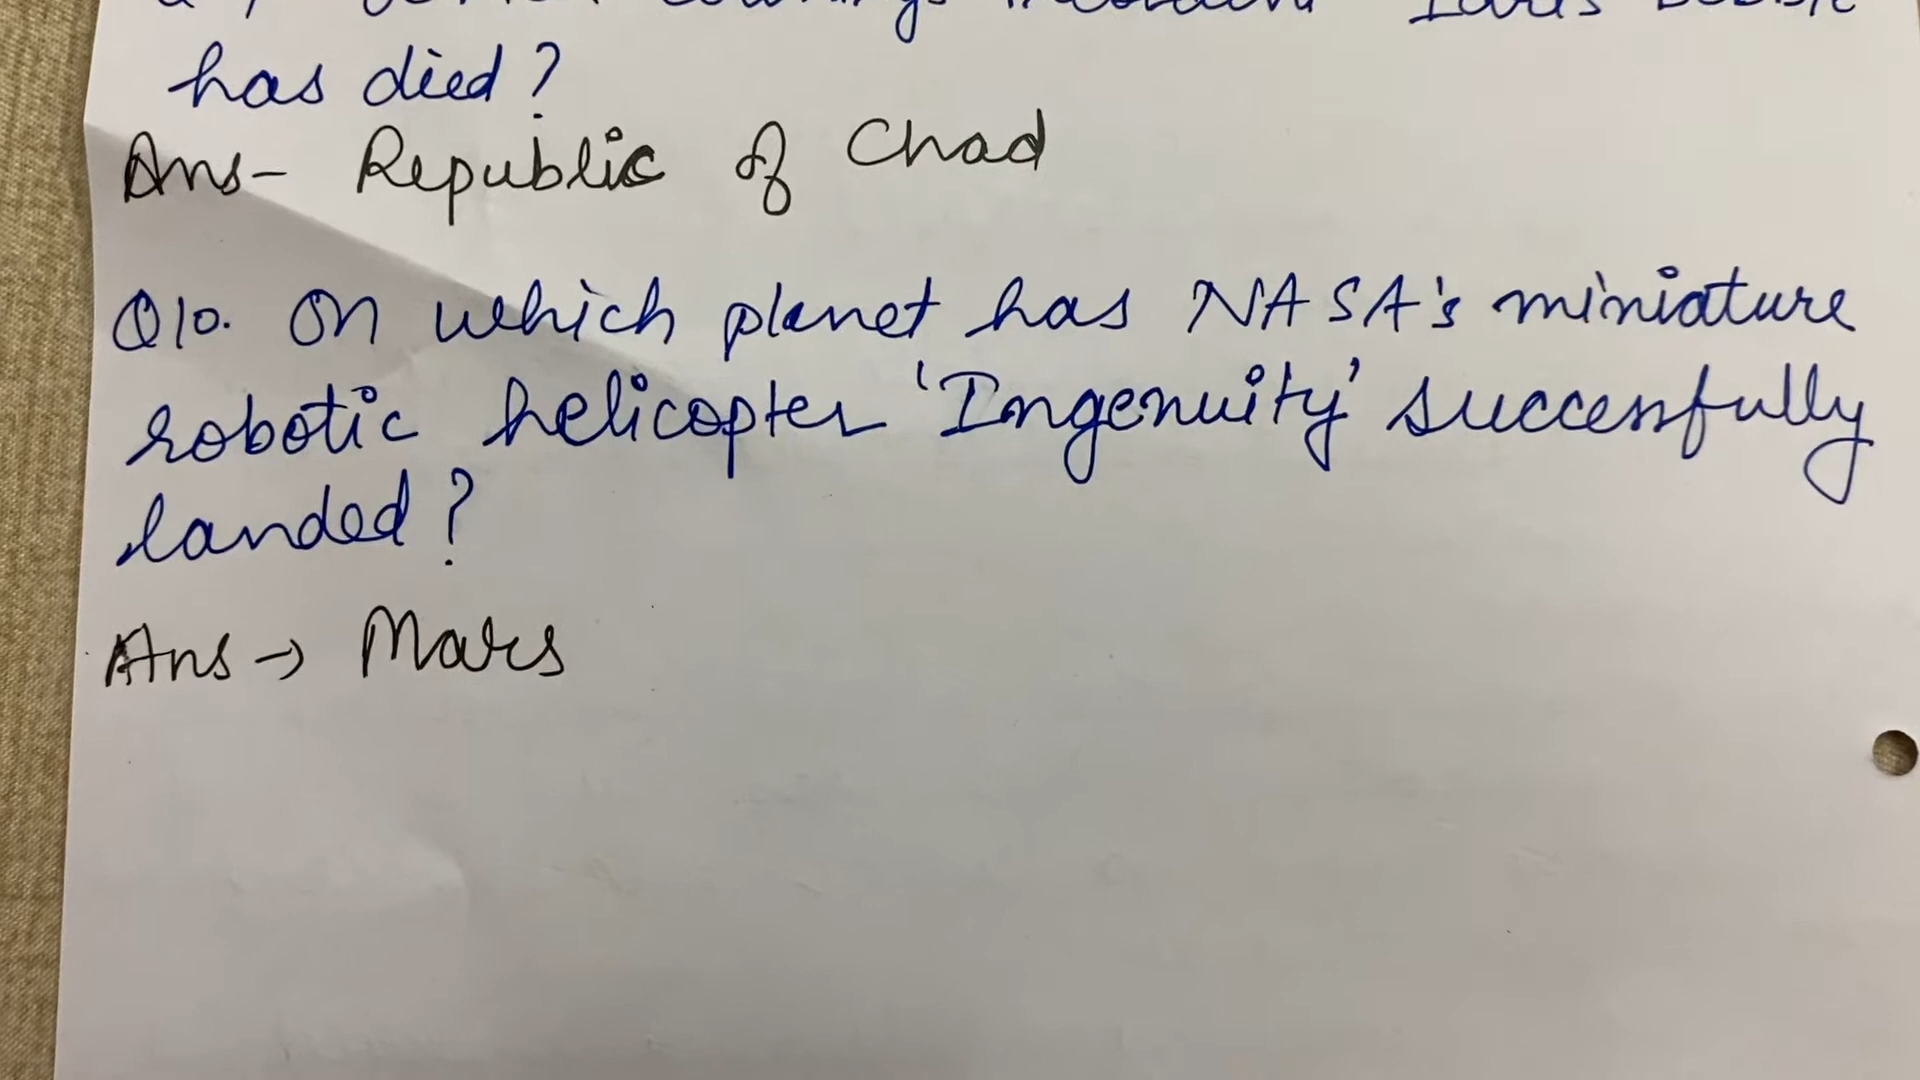 has died?
Ans- Republic of Chad
Q10. On which planet has NASA's miniature
robotic helicopter 'Ingenuity' successfully
landed?
Ans → Mars